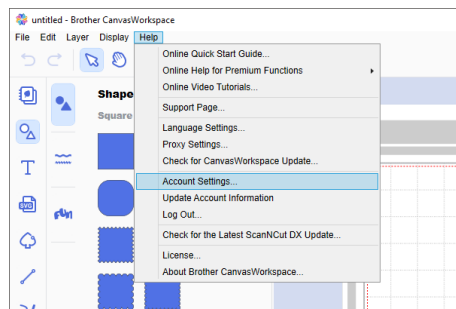 untitled - Brother CanvasWorkspace
File Edit Layer Display Help
Online Quick Start Guide...
Online Help for Premium Functions
Online Video Tutorials...
Shape
Support Page...
Square
Language Settings...
Proxy Settings...
Check for CanvasWorkspace Update...
Account Settings...
Update Account Information
SVG
Log Out...
fun
Check for the Latest ScanNCut DX Update...
License...
About Brother CanvasWorkspace...